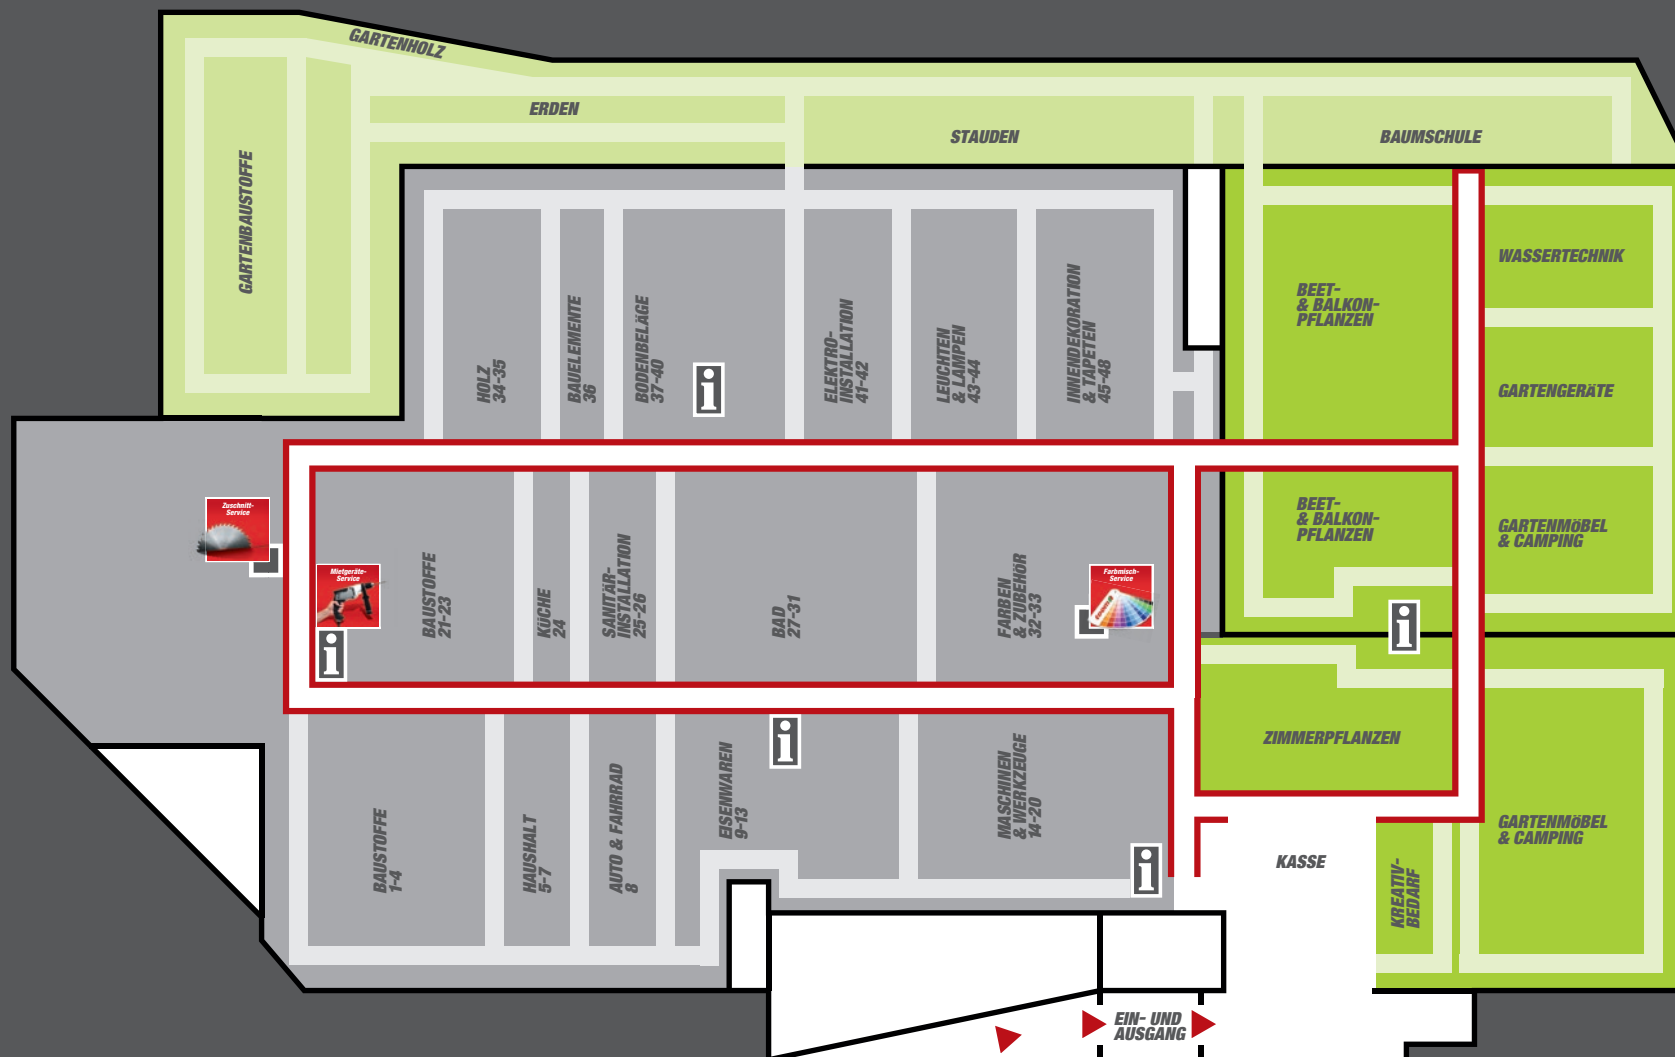 GARTENHOLZ
ERDEN
STAUDEN
BAUMSCHULE
GARTENBAUSTOFFE
HOLZ
34-35
BAUELEMENTE
36
BODENBELÄGE
37-40
i
ELEKTRO-
INSTALLATION
41-42
LEUCHTEN
& LAMPEN
43-44
INNENDEKORATION
& TAPETEN
45-48
BEET-
& BALKON-
PFLANZEN
WASSERTECHNIK
GARTENGERÄTE
Zuschnitt-
Service
Mietgeräte-
Service
i
BAUSTOFFE
21-23
KÜCHE
24
SANITÄR-
INSTALLATION
25-26
BAD
27-31
FARBEN
& ZUBEHÖR
32-33
Farbmisch-
Service
BEET-
& BALKON-
PFLANZEN
GARTENMÖBEL
& CAMPING
i
ZIMMERPFLANZEN
BAUSTOFFE
1-4
HAUSHALT
5-7
AUTO & FAHRRAD
8
EISENWAREN
9-13
i
MASCHINEN
& WERKZEUGE
14-20
i
KASSE
KREATIV-
BEDARF
GARTENMÖBEL
& CAMPING
EIN- UND
AUSGANG